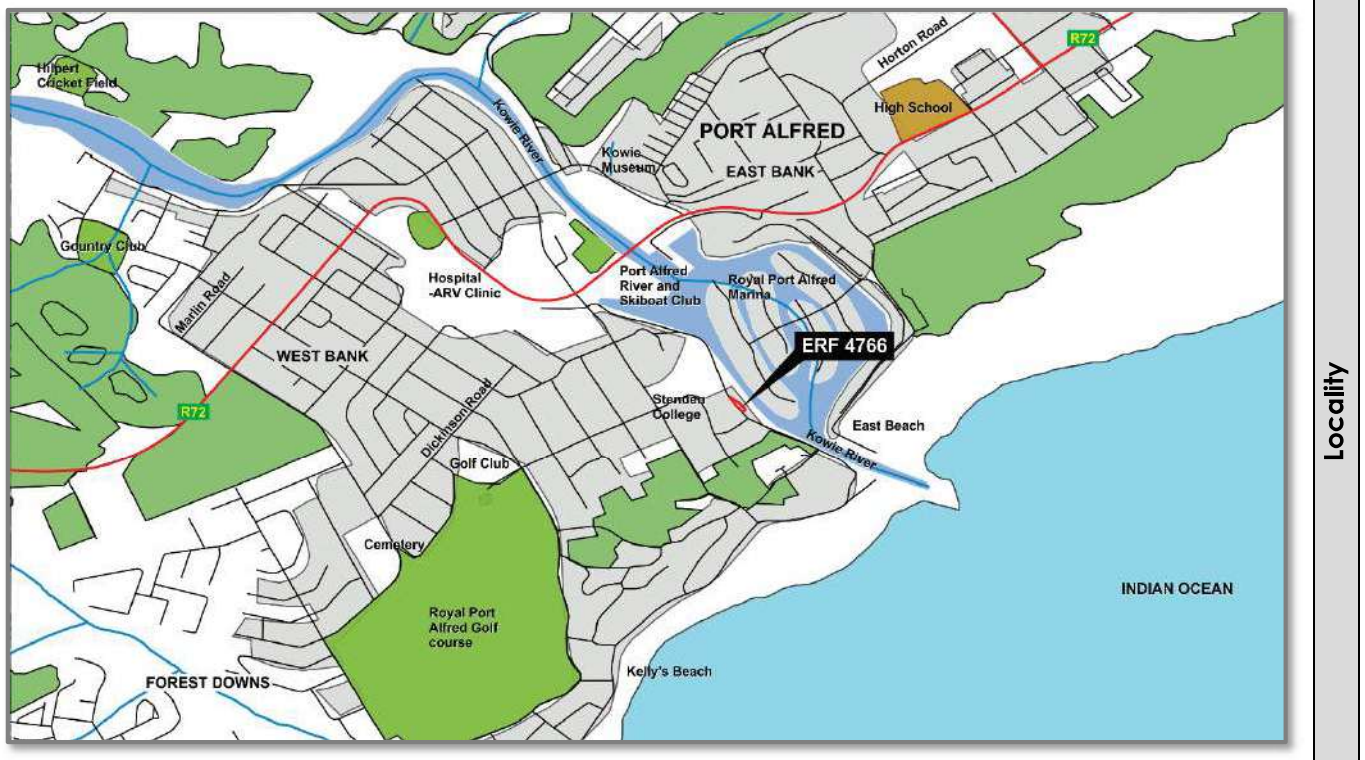 Horton Road
R72
Hilpert
Cricket Field
High School
Kowie River
PORT ALFRED
Kowie
Museum
EAST BANK
Country Club
Hospital
-ARV Clinic
Port Alfred
River and
Skiboat Club
Royal Port Alfred
Marina
Marlin Road
ERF 4766
WEST BANK
R72
Dickinson Road
Stenden
College
East Beach
Kowie River
Golf Club
Cemetery
INDIAN OCEAN
Royal Port
Alfred Golf
course
Kelly's Beach
FOREST DOWNS
Locality